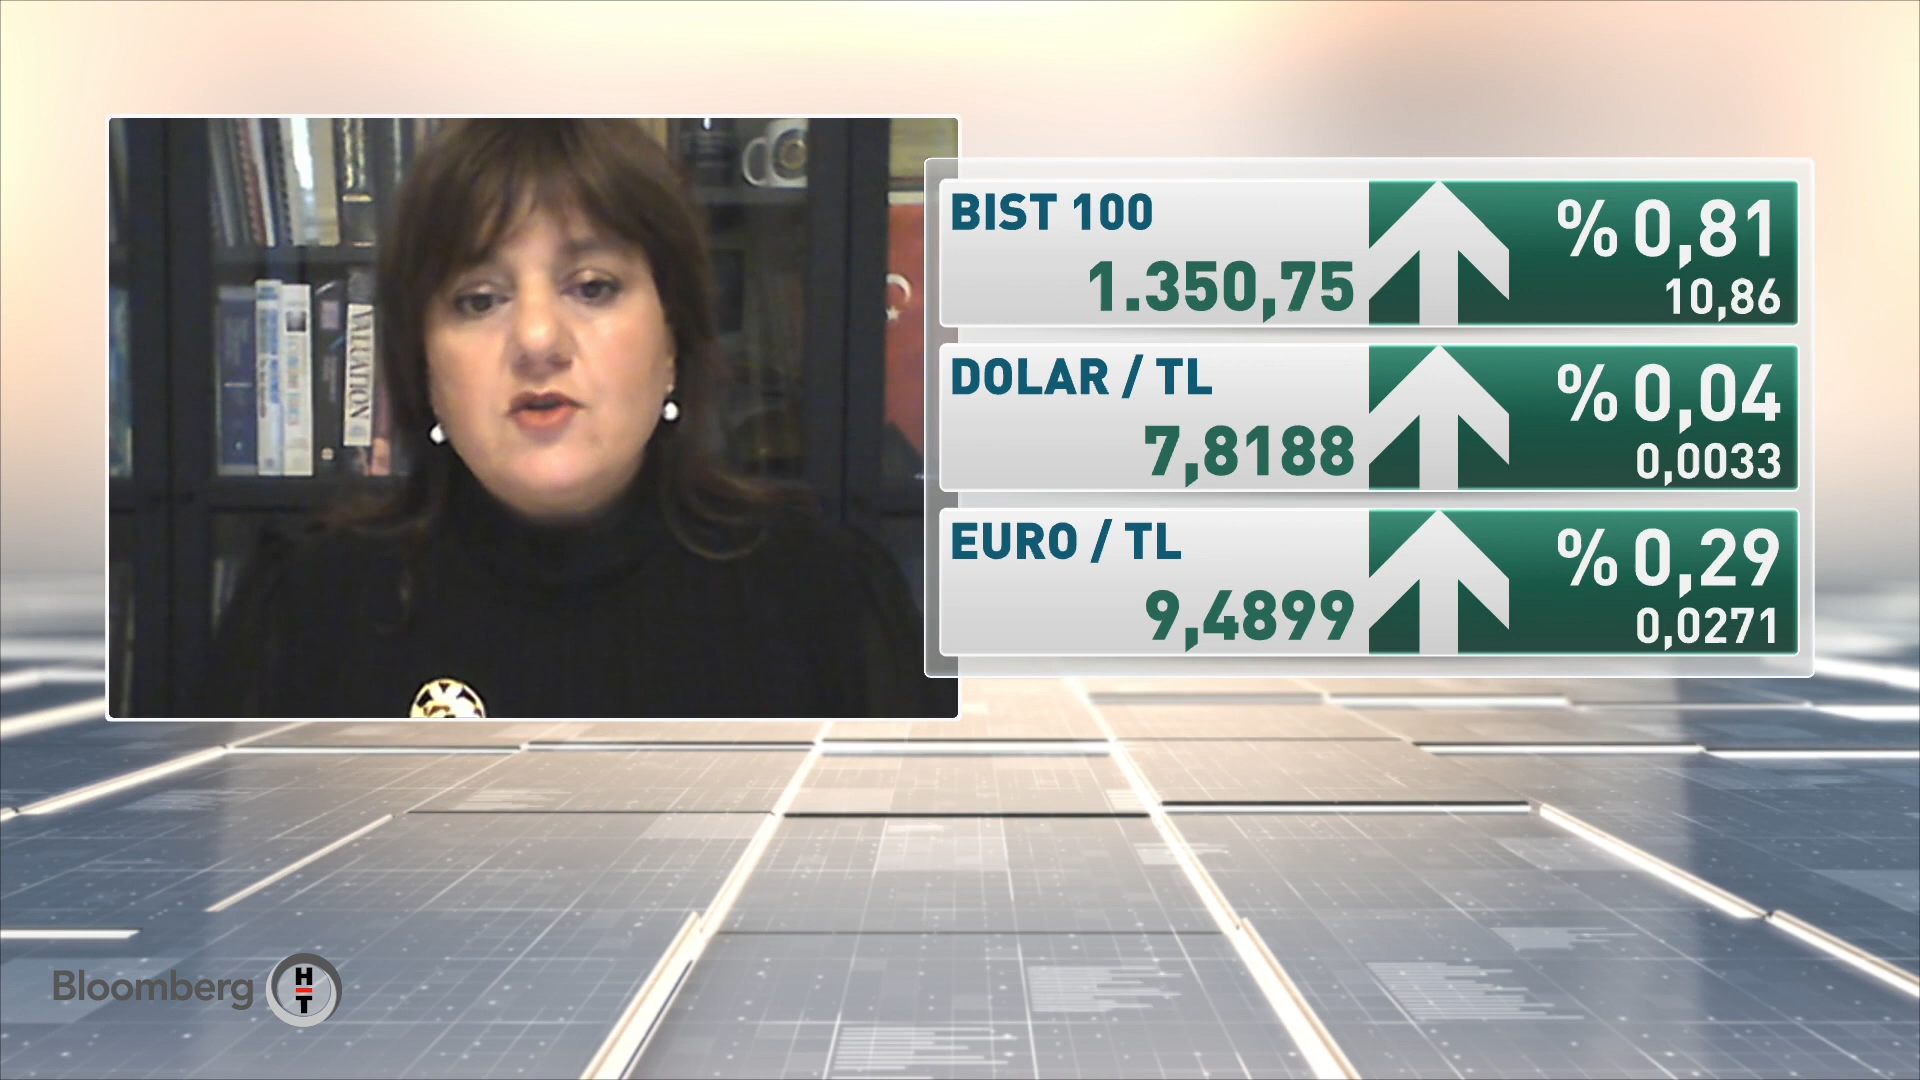 VALUATION
BIST 100
1.350,75
% 0,81
10,86
DOLAR / TL
7,8188
% 0,04
0,0033
EURO / TL
9,4899
% 0,29
0,0271
Bloomberg HT